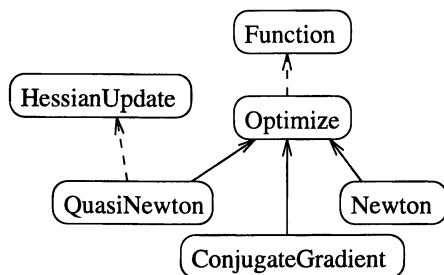 Function
HessianUpdate
Optimize
QuasiNewton
Newton
ConjugateGradient